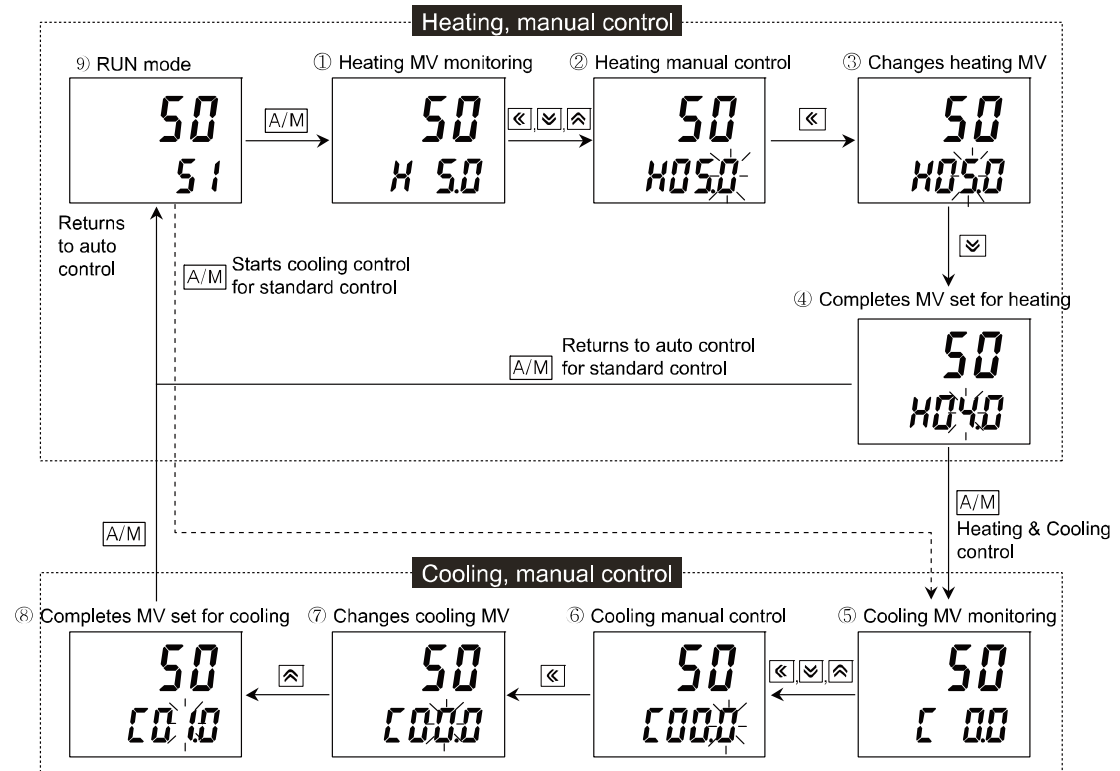 Heating, manual control
⑨ RUN mode
50
51
A/M
① Heating MV monitoring
50
H 5.0
«, ︾, ︽
② Heating manual control
50
H05.0
«
③ Changes heating MV
50
H05.0
︾
④ Completes MV set for heating
50
H04.0
Returns
to auto
control
A/M
Starts cooling control
for standard control
A/M
Returns to auto control
for standard control
A/M
A/M
Heating & Cooling
control
Cooling, manual control
⑧ Completes MV set for cooling
50
C01.0
︽
⑦ Changes cooling MV
50
C00.0
«
⑥ Cooling manual control
50
C00.0
«, ︾, ︽
⑤ Cooling MV monitoring
50
C 0.0